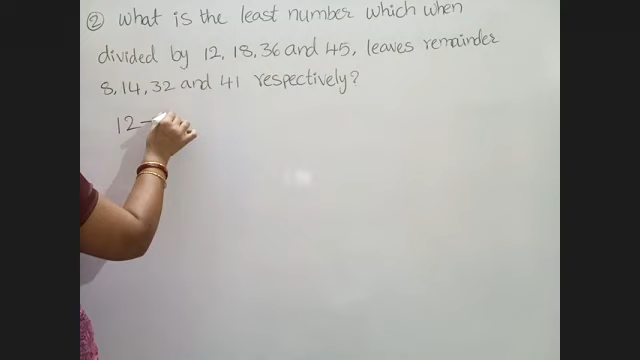 ② What is the least number which when
divided by 12, 18, 36 and 45, leaves remainder
8, 14, 32 and 41 respectively?
12-